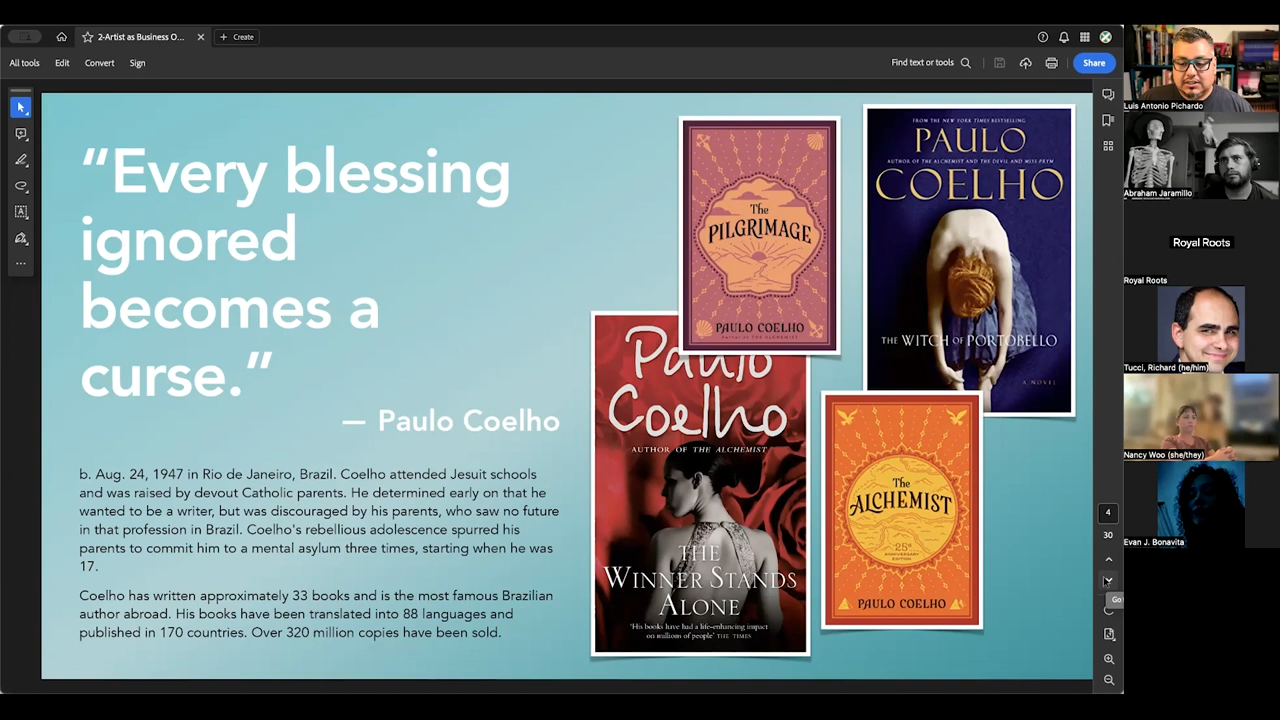 2-Artist as Business O...
Create
All tools
Edit
Convert
Sign
Find text or tools
Share
“Every blessing
ignored
becomes a
curse.”
— Paulo Coelho
b. Aug. 24, 1947 in Rio de Janeiro, Brazil. Coelho attended Jesuit schools
and was raised by devout Catholic parents. He determined early on that he
wanted to be a writer, but was discouraged by his parents, who saw no future
in that profession in Brazil. Coelho's rebellious adolescence spurred his
parents to commit him to a mental asylum three times, starting when he was
17.
Coelho has written approximately 33 books and is the most famous Brazilian
author abroad. His books have been translated into 88 languages and
published in 170 countries. Over 320 million copies have been sold.
The
PILGRIMAGE
PAULO COELHO
AUTHOR OF THE ALCHEMIST
FROM THE NEW YORK TIMES BESTSELLING
PAULO
AUTHOR OF THE ALCHEMIST AND THE DEVIL AND MISS PRYM
COELHO
THE WITCH OF PORTOBELLO
A NOVEL
Paulo
Coelho
AUTHOR OF THE ALCHEMIST
THE
WINNER STANDS
ALONE
'His books have had a life-enhancing impact
on millions of people' THE TIMES
The
ALCHEMIST
25th
ANNIVERSARY
EDITION
PAULO COELHO
4
30
Go
Luis Antonio Pichardo
Abraham Jaramillo
Royal Roots
Royal Roots
Tucci, Richard (he/him)
Nancy Woo (she/they)
Evan J. Bonavita